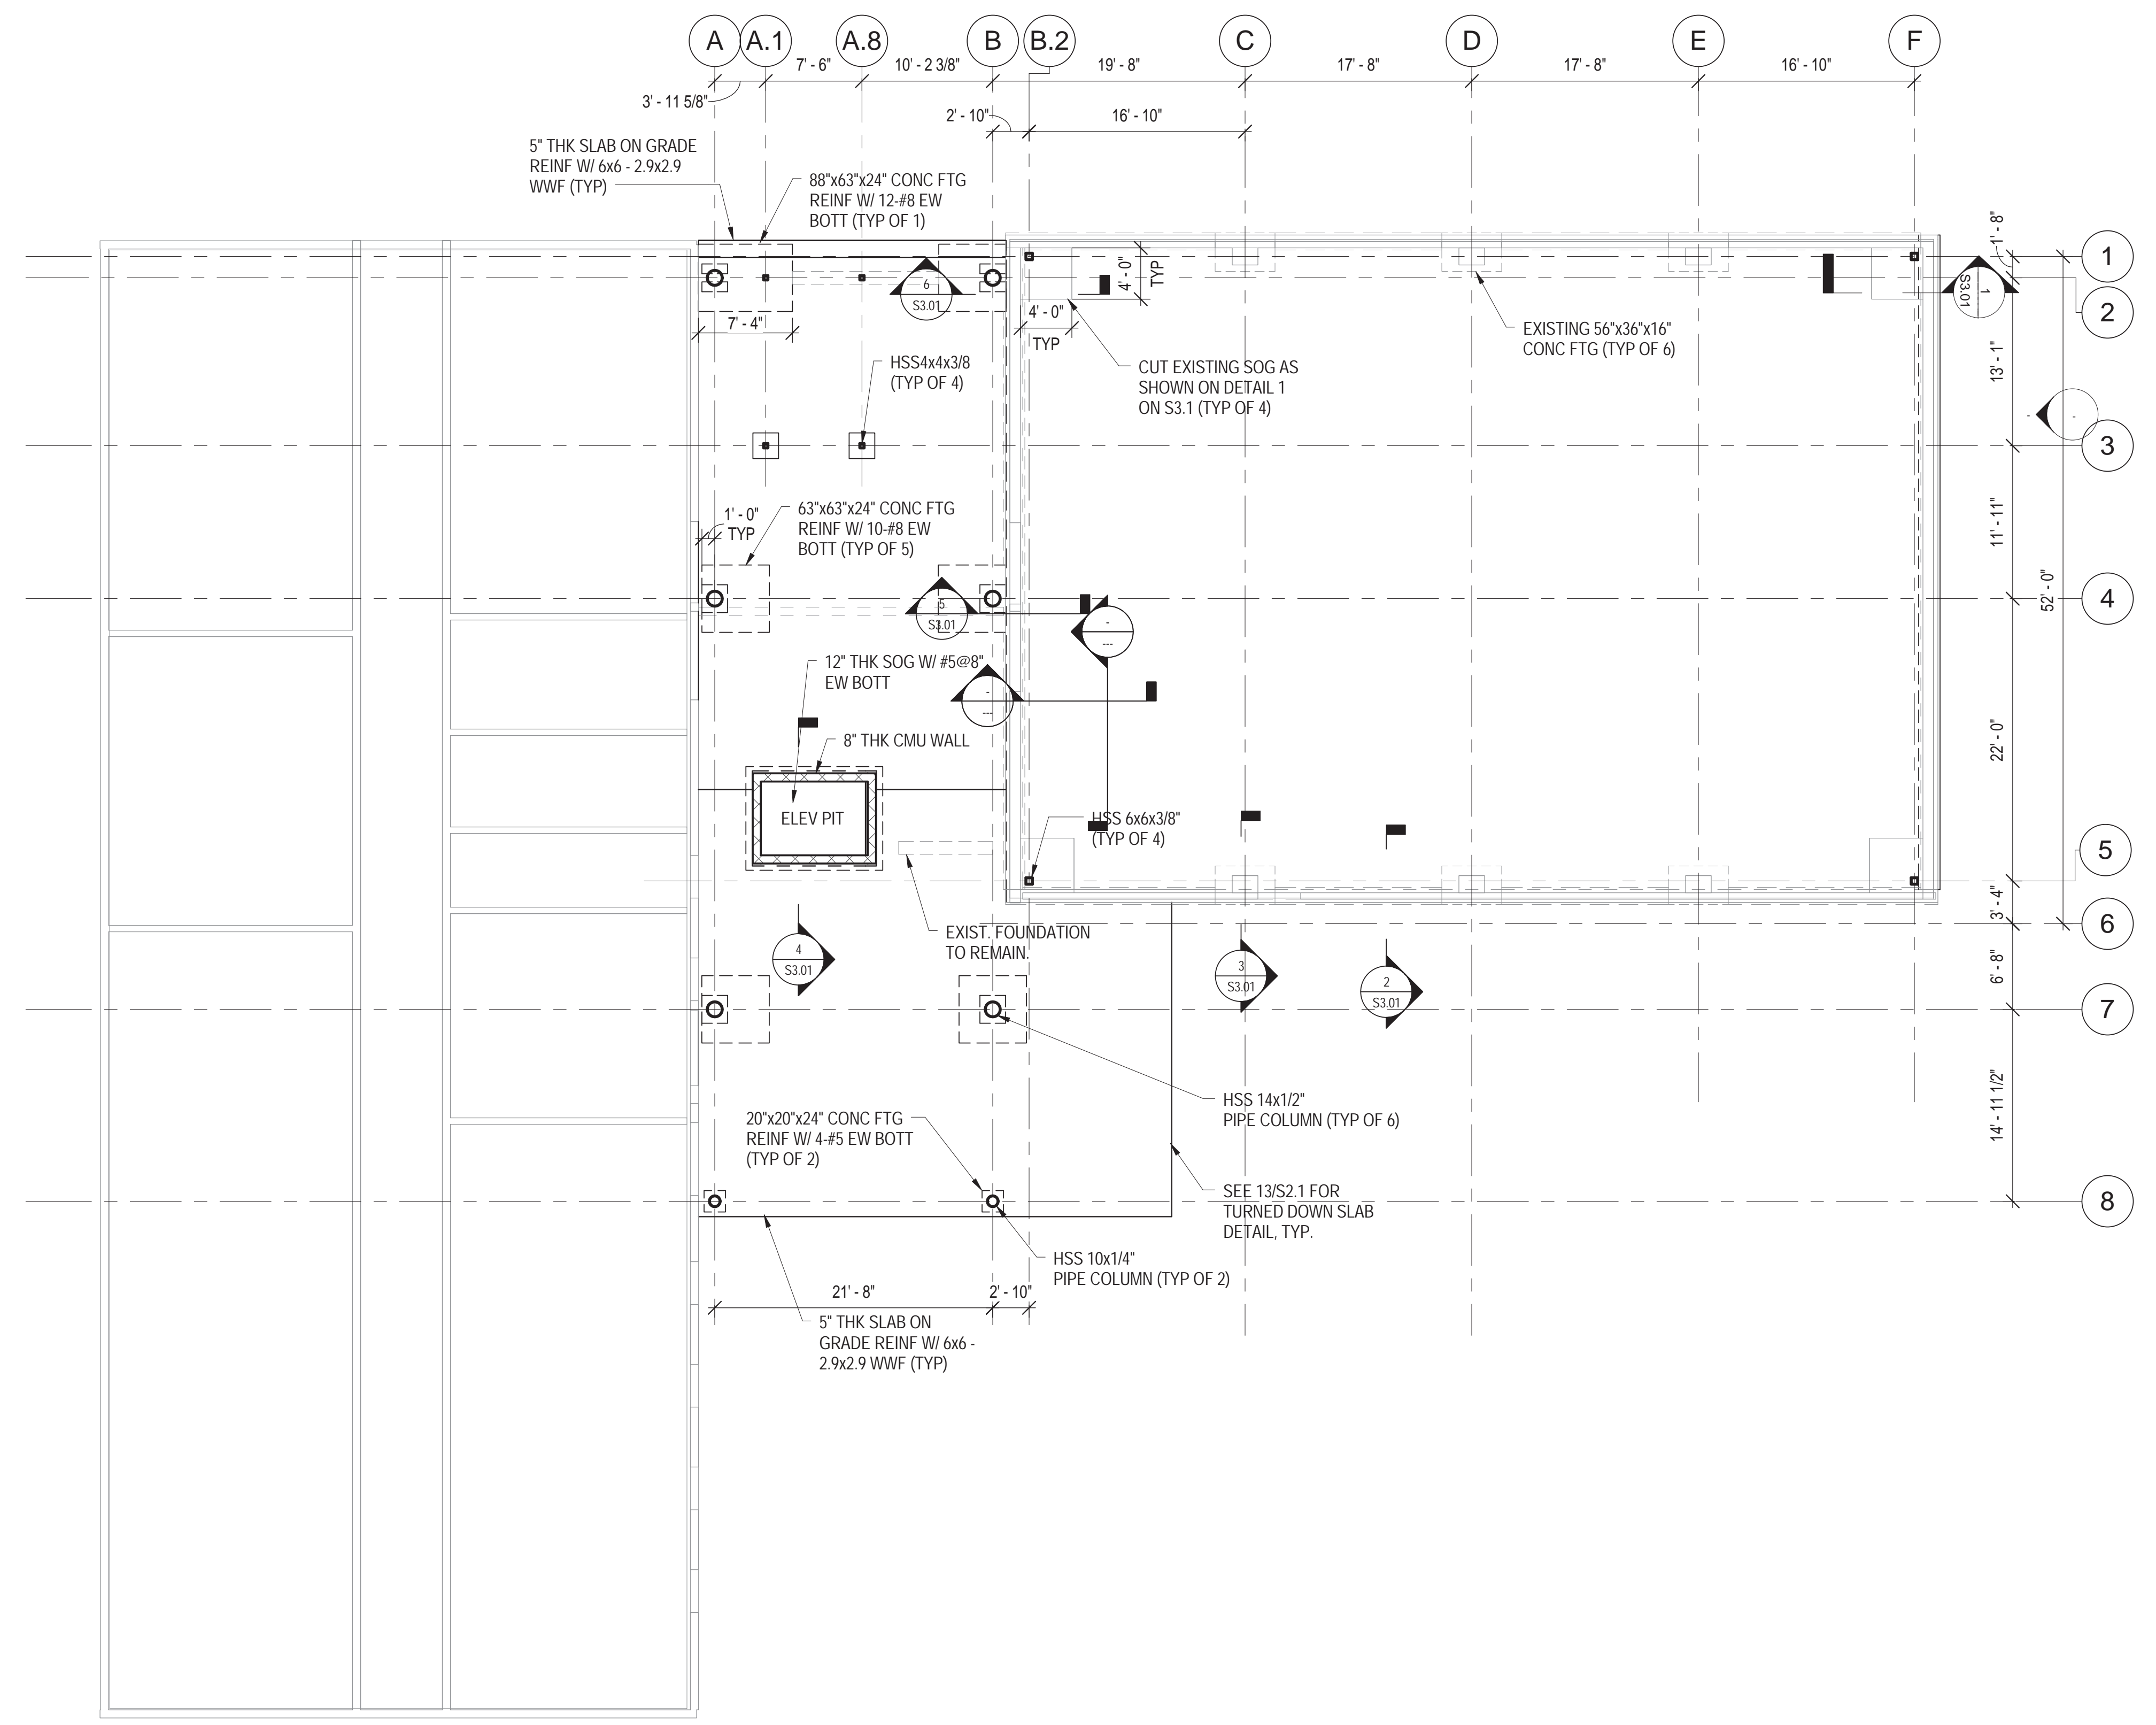 A A.1 A.8 B B.2 C D E F
7' - 6" 10' - 2 3/8" 19' - 8" 17' - 8" 17' - 8" 16' - 10"
3' - 11 5/8"
2' - 10" 16' - 10"
5" THK SLAB ON GRADE
REINF W/ 6x6 - 2.9x2.9
WWF (TYP)
88"x63"x24" CONC FTG
REINF W/ 12-#8 EW
BOTT (TYP OF 1)
1' - 8"
1
2
6
S3.01
4' - 0"
TYP
1
S3.01
7' - 4"
4' - 0"
TYP
EXISTING 56"x36"x16"
CONC FTG (TYP OF 6)
HSS4x4x3/8
(TYP OF 4)
CUT EXISTING SOG AS
SHOWN ON DETAIL 1
ON S3.1 (TYP OF 4)
13' - 1"
-
-
3
1' - 0"
TYP
63"x63"x24" CONC FTG
REINF W/ 10-#8 EW
BOTT (TYP OF 5)
11' - 11"
52' - 0"
4
5
S3.01
-
---
12" THK SOG W/ #5@8"
EW BOTT
-
---
8" THK CMU WALL
22' - 0"
ELEV PIT
HSS 6x6x3/8"
(TYP OF 4)
5
3' - 4"
6
EXIST. FOUNDATION
TO REMAIN.
4
S3.01
3
S3.01
2
S3.01
6' - 8"
7
HSS 14x1/2"
PIPE COLUMN (TYP OF 6)
14' - 11 1/2"
20"x20"x24" CONC FTG
REINF W/ 4-#5 EW BOTT
(TYP OF 2)
SEE 13/S2.1 FOR
TURNED DOWN SLAB
DETAIL, TYP.
8
HSS 10x1/4"
PIPE COLUMN (TYP OF 2)
21' - 8" 2' - 10"
5" THK SLAB ON
GRADE REINF W/ 6x6 -
2.9x2.9 WWF (TYP)